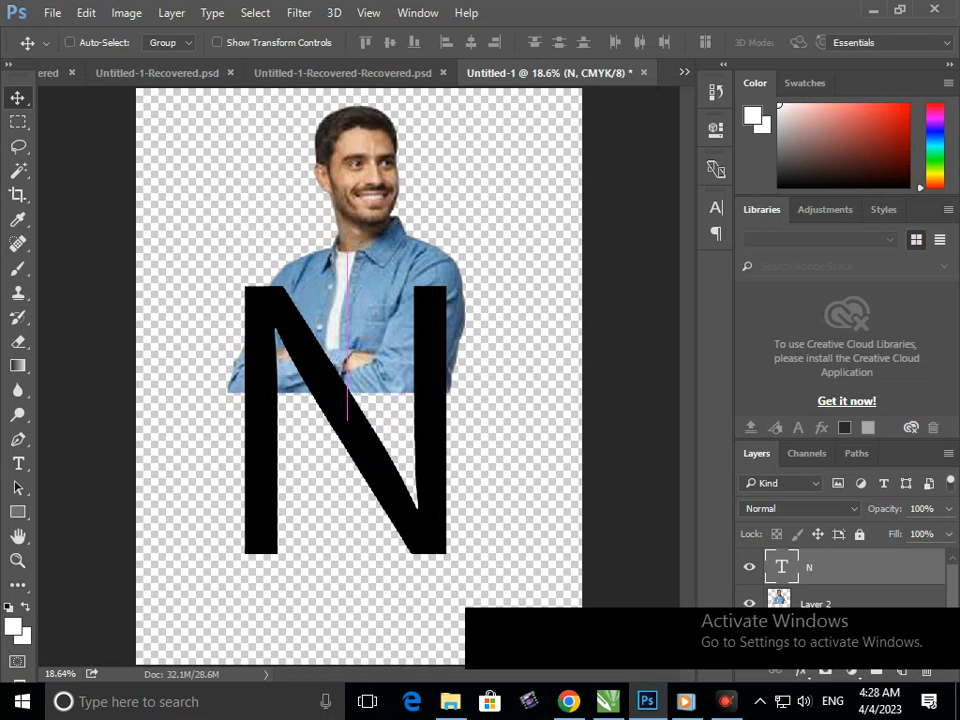 Ps File Edit Image Layer Type Select Filter 3D View Window Help
Auto-Select: Group Show Transform Controls 3D Mode: Essentials
ered × Untitled-1-Recovered.psd × Untitled-1-Recovered-Recovered.psd × Untitled-1 @ 18.6% (N, CMYK/8) * ×
Color Swatches
Libraries Adjustments Styles
Search Adobe Stock
To use Creative Cloud Libraries,
please install the Creative Cloud
Application
Get it now!
N
Layers Channels Paths
Kind
Normal Opacity: 100%
Lock: Fill: 100%
T N
Layer 2
Activate Windows
Go to Settings to activate Windows.
18.64% Doc: 32.1M/28.6M
Type here to search
ENG
4:28 AM
4/4/2023